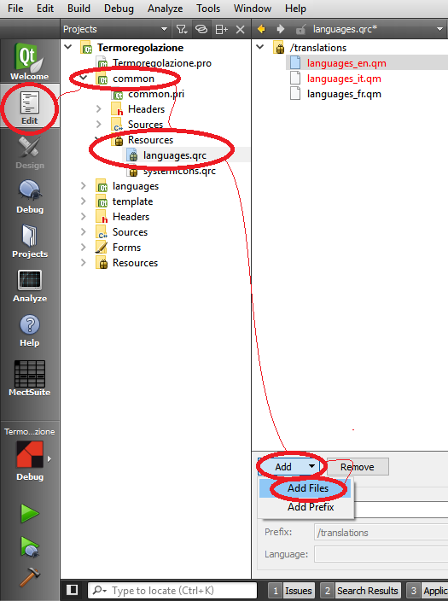 File Edit Build Debug Analyze Tools Window Help
Projects
languages.qrc*
Welcome
Edit
Design
Debug
Projects
Analyze
Help
MectSuite
Termo...zione
Debug
Termoregolazione
Termoregolazione.pro
common
common.pri
Headers
Sources
Resources
languages.qrc
systemicons.qrc
languages
template
Headers
Sources
Forms
Resources
/translations
languages_en.qm
languages_it.qm
languages_fr.qm
Add Remove
Add Files
Add Prefix
Prefix: /translations
Language:
Type to locate (Ctrl+K) 1 Issues 2 Search Results 3 Applic